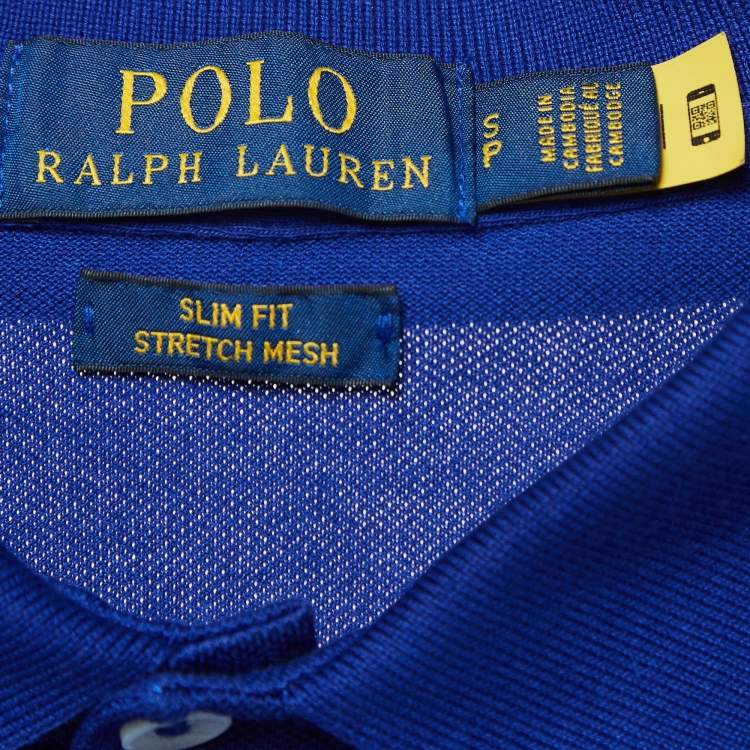 POLO
RALPH LAUREN
S
P
MADE IN
CAMBODIA
FABRIQUÉ AU
CAMBODGE
SLIM FIT
STRETCH MESH